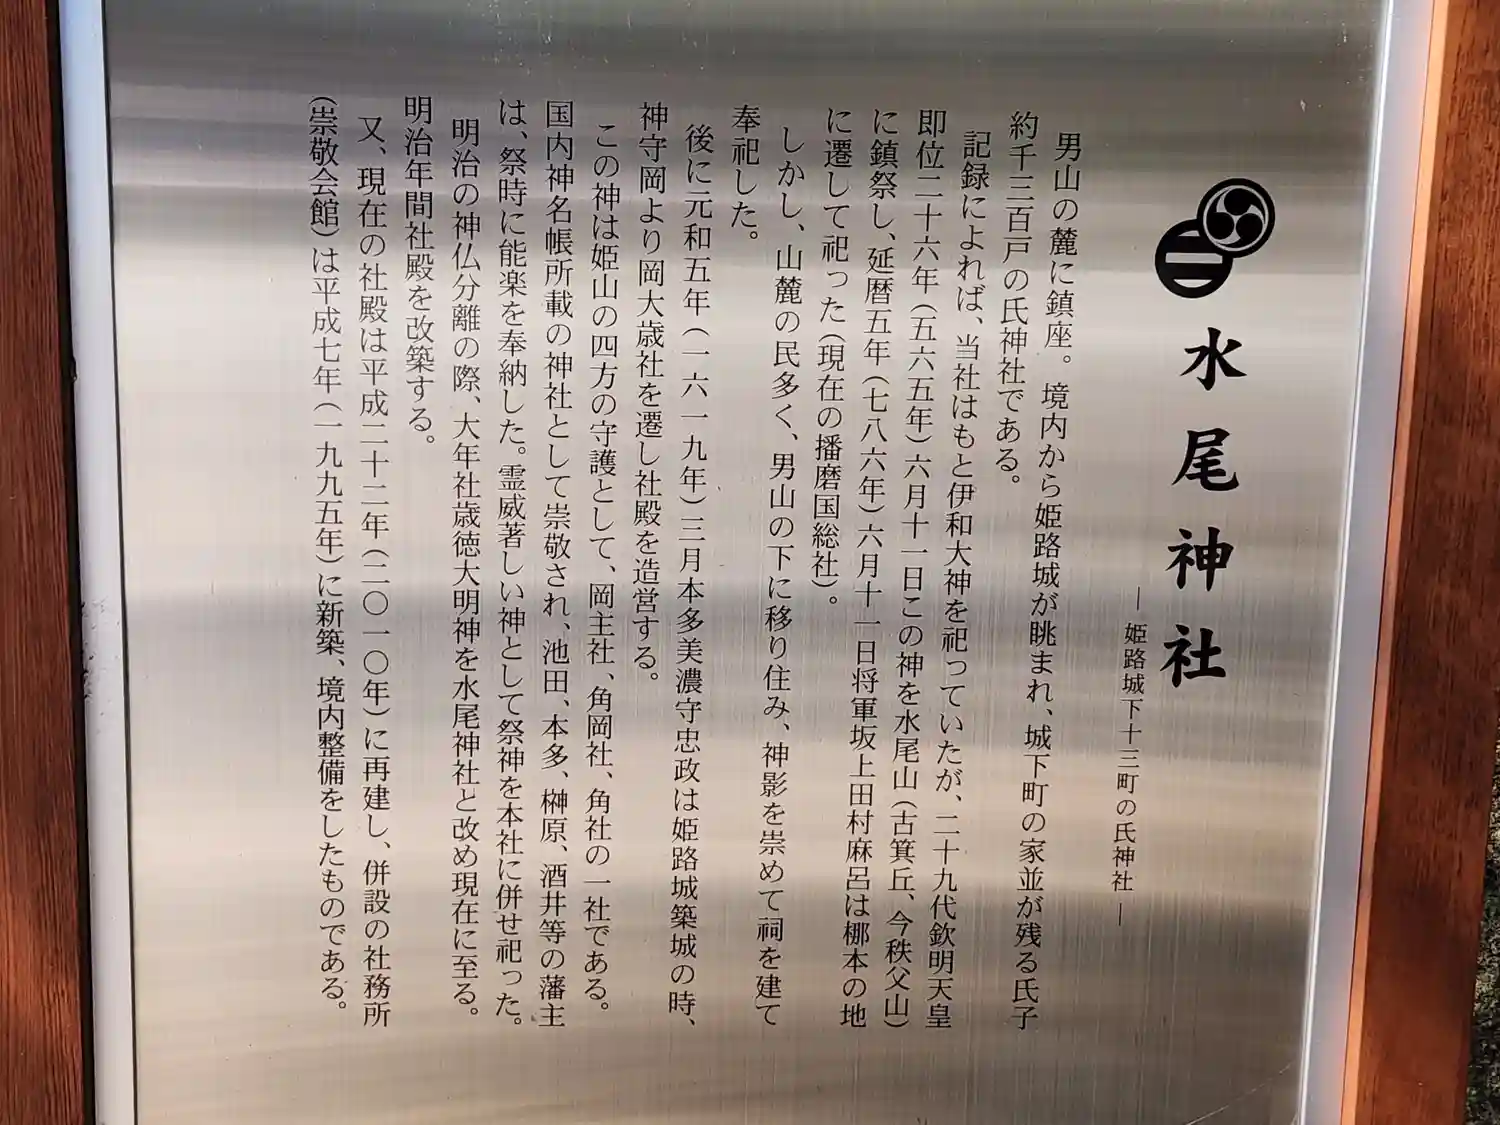 水尾神社
― 姫路城下十三町の氏神社 ―
男山の麓に鎮座。境内から姫路城が眺まれ、城下町の家並が残る氏子
約千三百戸の氏神社である。
記録によれば、当社はもと伊和大神を祀っていたが、二十九代欽明天皇
即位二十六年(五六五年)六月十一日この神を水尾山(古箕丘、今秩父山)
に鎮祭し、延暦五年(七八六年)六月十一日将軍坂上田村麻呂は梛本の地
に遷して祀った(現在の播磨国総社)。
しかし、山麓の民多く、男山の下に移り住み、神影を崇めて祠を建て
奉祀した。
後に元和五年(一六一九年)三月本多美濃守忠政は姫路城築城の時、
神守岡より岡大歳社を遷し社殿を造営する。
この神は姫山の四方の守護として、岡主社、角岡社、角社の一社である。
国内神名帳所載の神社として崇敬され、池田、本多、榊原、酒井等の藩主
は、祭時に能楽を奉納した。霊威著しい神として祭神を本社に併せ祀った。
明治の神仏分離の際、大年社歳徳大明神を水尾神社と改め現在に至る。
明治年間社殿を改築する。
又、現在の社殿は平成二十二年(二〇一〇年)に再建し、併設の社務所
(崇敬会館)は平成七年(一九九五年)に新築、境内整備をしたものである。